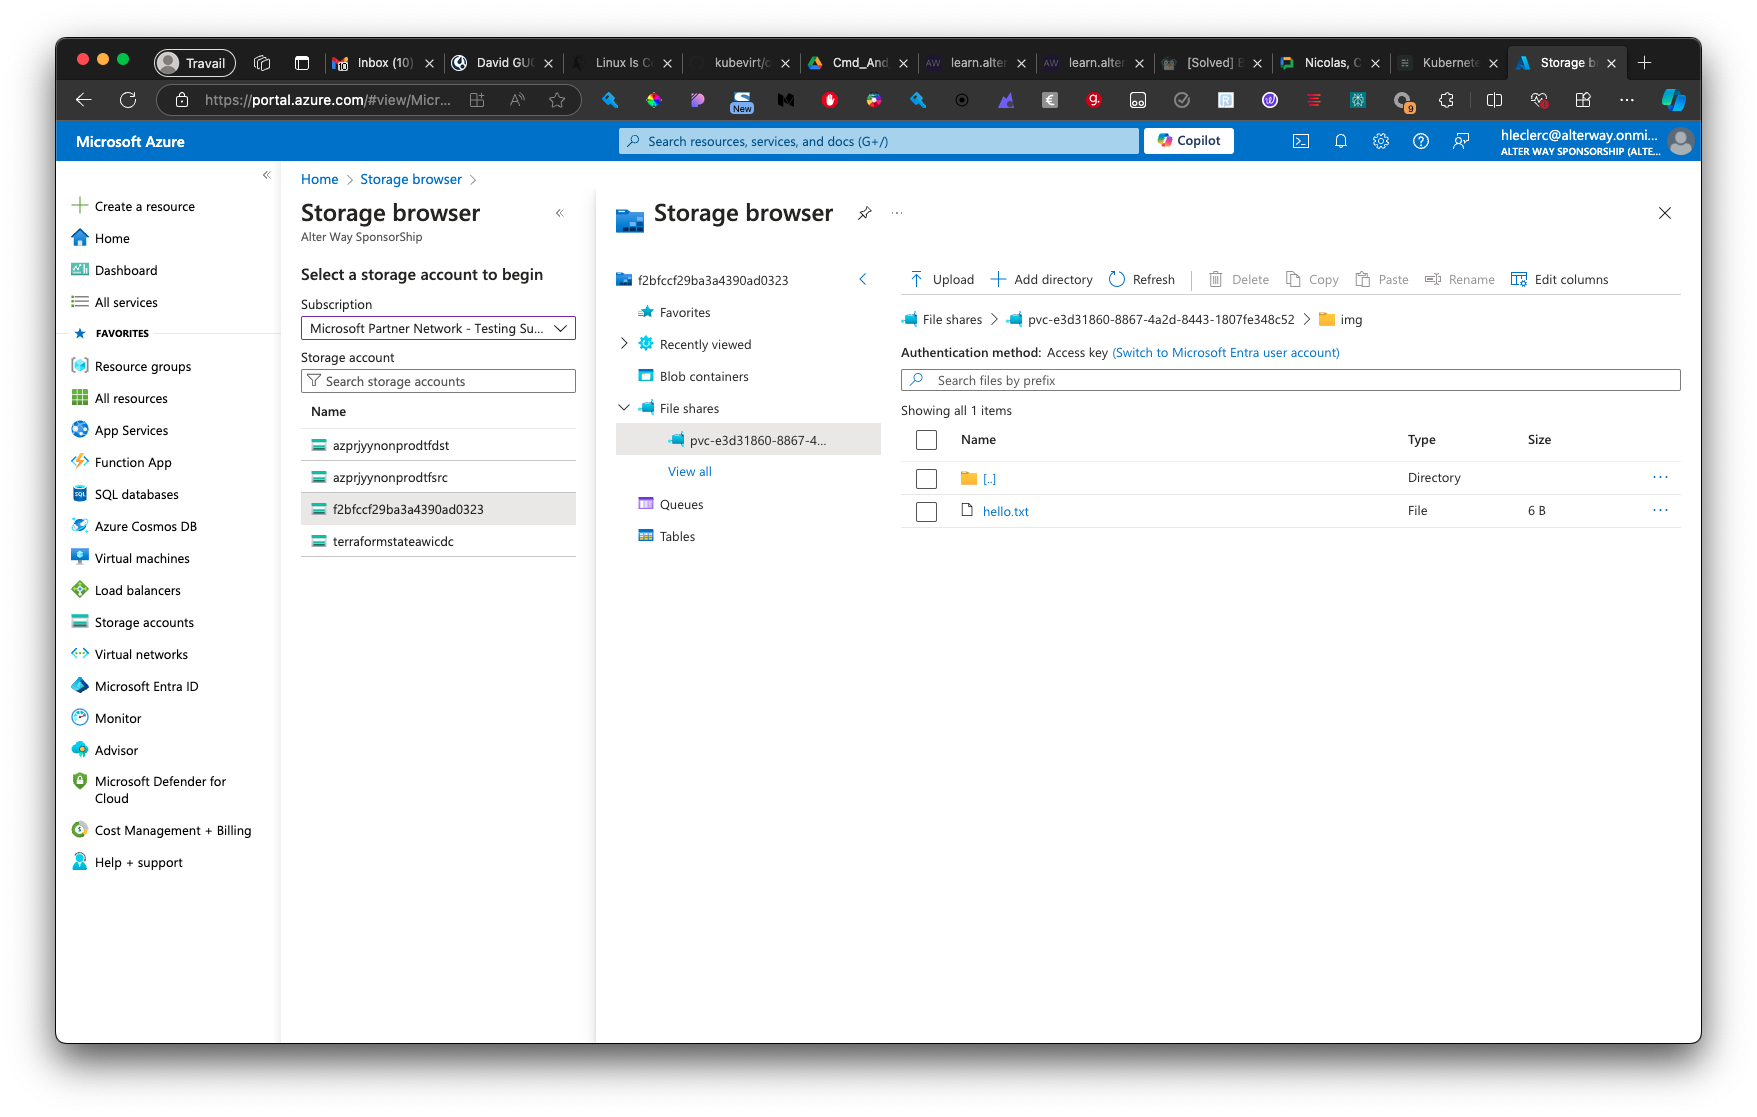 Travail
Inbox (10)
David GU
Linux Is C
kubevirt/c
Cmd_And
learn.alter
learn.alter
[Solved] E
Nicolas, C
Kubernete
Storage b
https://portal.azure.com/#view/Micr...
New
9
Microsoft Azure
Search resources, services, and docs (G+/)
Copilot
hleclerc@alterway.onmi...
ALTER WAY SPONSORSHIP (ALTE...
Create a resource
Home
Dashboard
All services
FAVORITES
Resource groups
All resources
App Services
Function App
SQL databases
Azure Cosmos DB
Virtual machines
Load balancers
Storage accounts
Virtual networks
Microsoft Entra ID
Monitor
Advisor
Microsoft Defender for
Cloud
Cost Management + Billing
Help + support
Home > Storage browser >
Storage browser
Alter Way SponsorShip
Select a storage account to begin
Subscription
Microsoft Partner Network - Testing Su...
Storage account
Search storage accounts
Name
azprjyynonprodtfdst
azprjyynonprodtfsrc
f2bfccf29ba3a4390ad0323
terraformstateawicdc
Storage browser
f2bfccf29ba3a4390ad0323
Favorites
Recently viewed
Blob containers
File shares
pvc-e3d31860-8867-4...
View all
Queues
Tables
Upload Add directory Refresh Delete Copy Paste Rename Edit columns
File shares > pvc-e3d31860-8867-4a2d-8443-1807fe348c52 > img
Authentication method: Access key (Switch to Microsoft Entra user account)
Search files by prefix
Showing all 1 items
Name Type Size
[..] Directory
hello.txt File 6 B